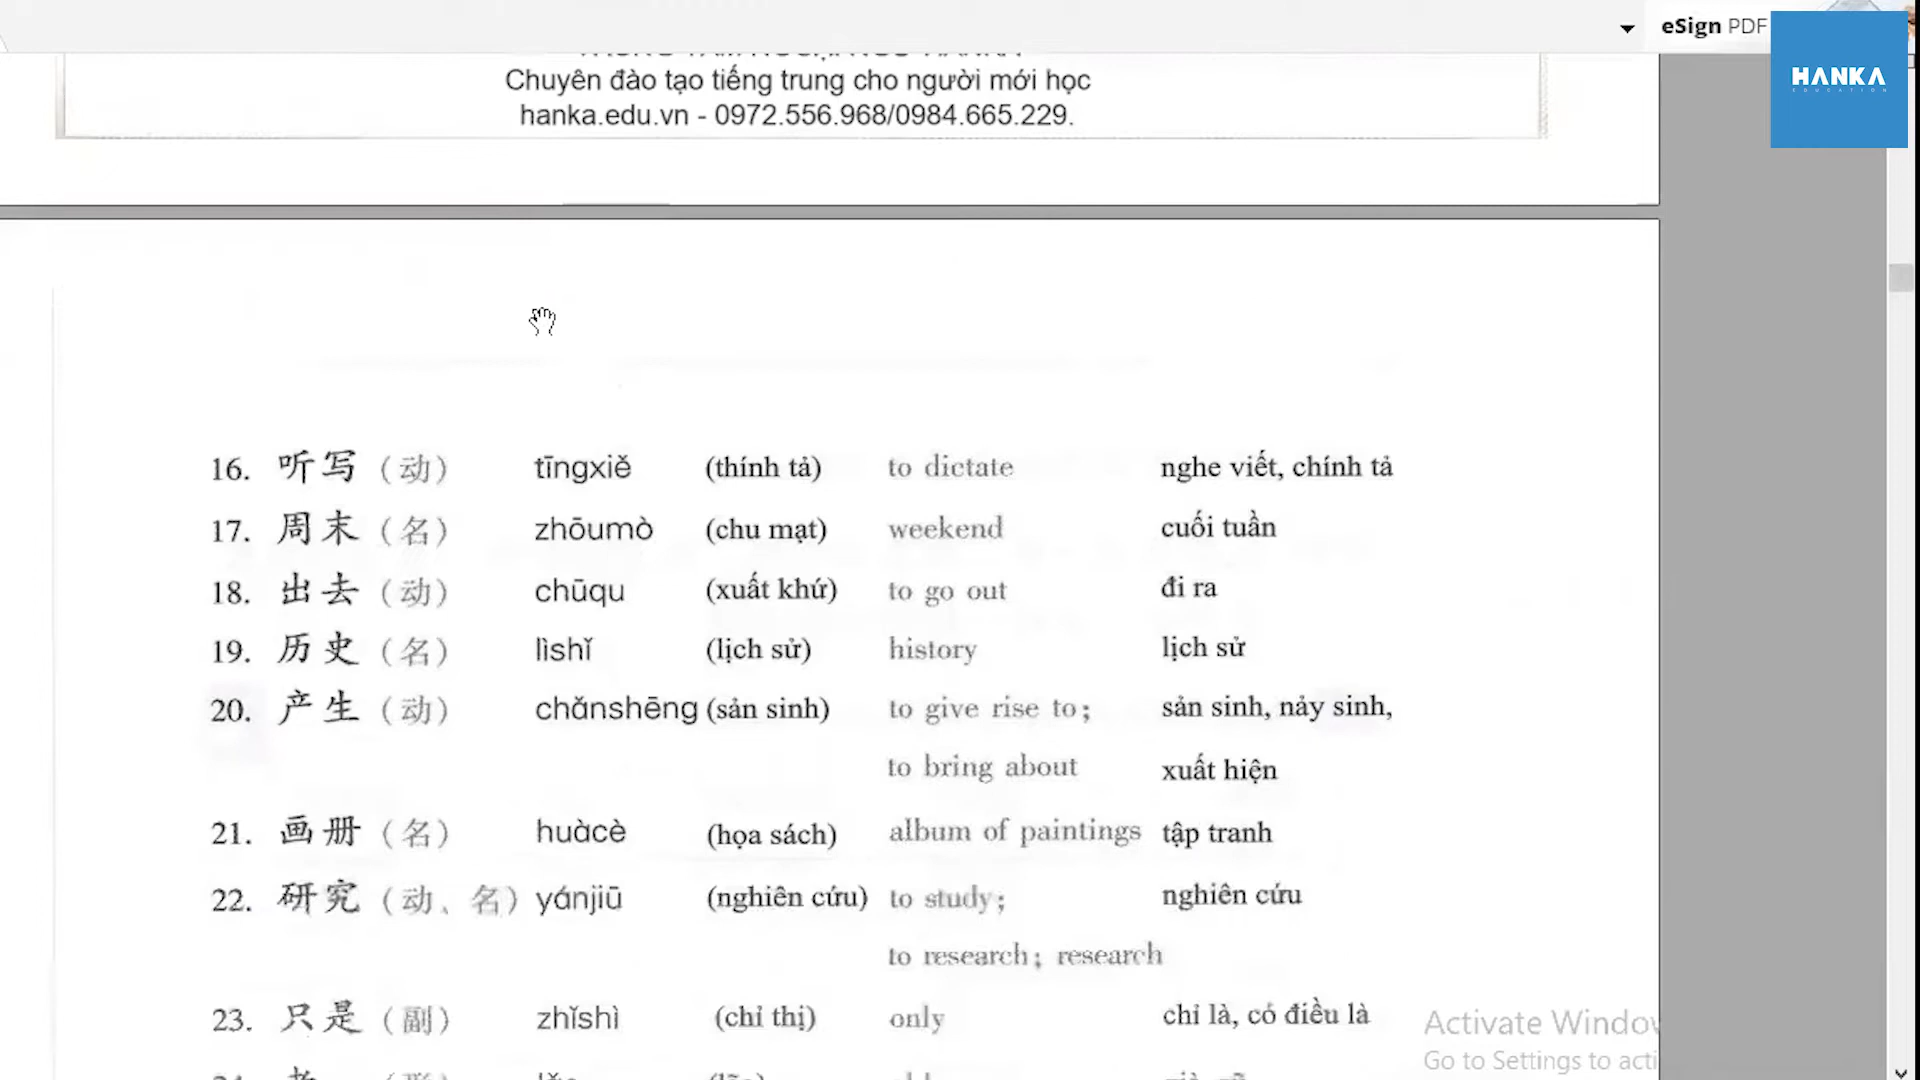 eSign PDF
HANKA
EDUCATION
Chuyên đào tạo tiếng trung cho người mới học
hanka.edu.vn - 0972.556.968/0984.665.229.
16. 听写（动） tīngxiě (thính tả) to dictate nghe viết, chính tả
17. 周末（名） zhōumò (chu mạt) weekend cuối tuần
18. 出去（动） chūqu (xuất khứ) to go out đi ra
19. 历史（名） lìshǐ (lịch sử) history lịch sử
20. 产生（动） chǎnshēng (sản sinh) to give rise to; sản sinh, nảy sinh,
to bring about xuất hiện
21. 画册（名） huàcè (họa sách) album of paintings tập tranh
22. 研究（动、名） yánjiū (nghiên cứu) to study; nghiên cứu
to research; research
23. 只是（副） zhǐshì (chỉ thị) only chỉ là, có điều là
Activate Window
Go to Settings to acti